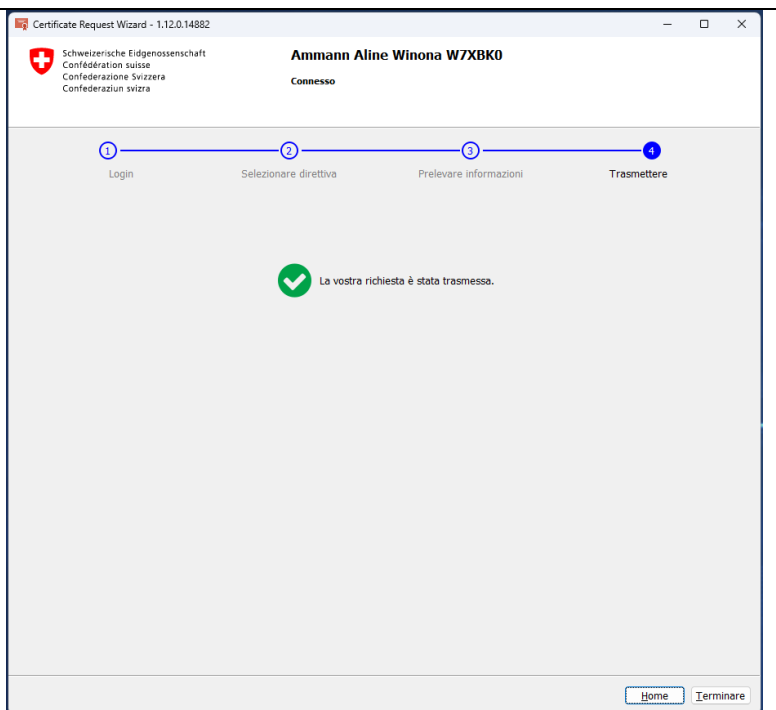 Certificate Request Wizard - 1.12.0.14882
Schweizerische Eidgenossenschaft
Confédération suisse
Confederazione Svizzera
Confederaziun svizra
Ammann Aline Winona W7XBK0
Connesso
1 2 3 4
Login Selezionare direttiva Prelevare informazioni Trasmettere
La vostra richiesta è stata trasmessa.
Home Terminare